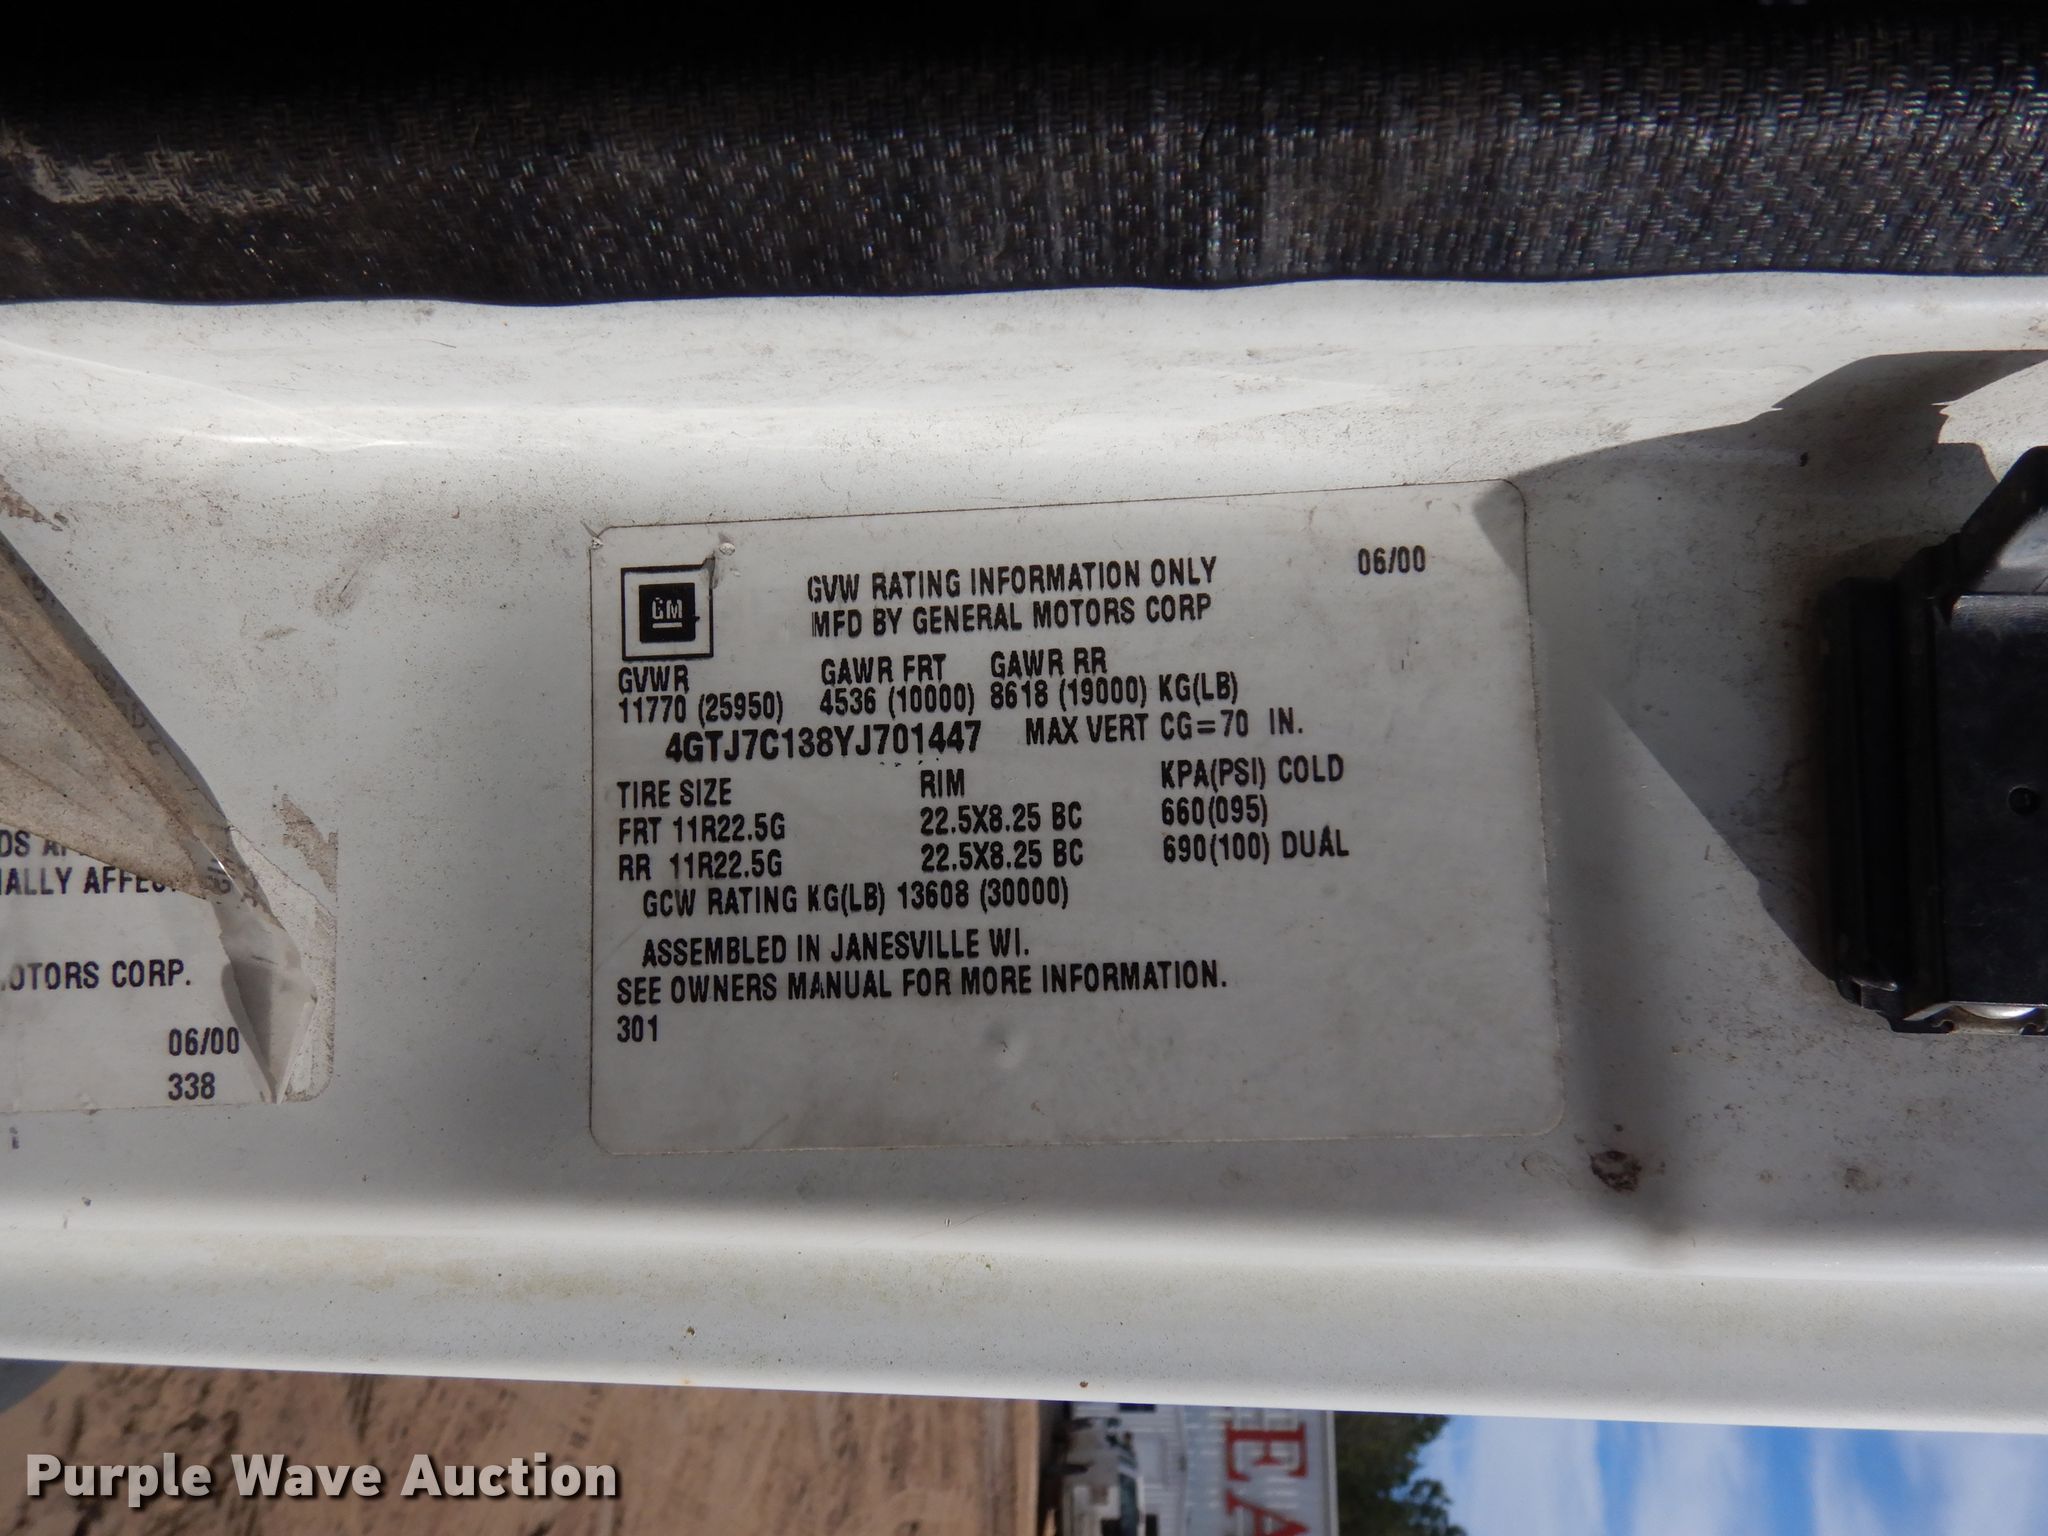 GM
GVW RATING INFORMATION ONLY 06/00
MFD BY GENERAL MOTORS CORP
GVWR GAWR FRT GAWR RR
11770 (25950) 4536 (10000) 8618 (19000) KG(LB)
4GTJ7C138YJ701447 MAX VERT CG=70 IN.
TIRE SIZE RIM KPA(PSI) COLD
FRT 11R22.5G 22.5X8.25 BC 660(095)
RR 11R22.5G 22.5X8.25 BC 690(100) DUAL
GCW RATING KG(LB) 13608 (30000)
ASSEMBLED IN JANESVILLE WI.
SEE OWNERS MANUAL FOR MORE INFORMATION.
301
OTORS CORP.
06/00
338
Purple Wave Auction